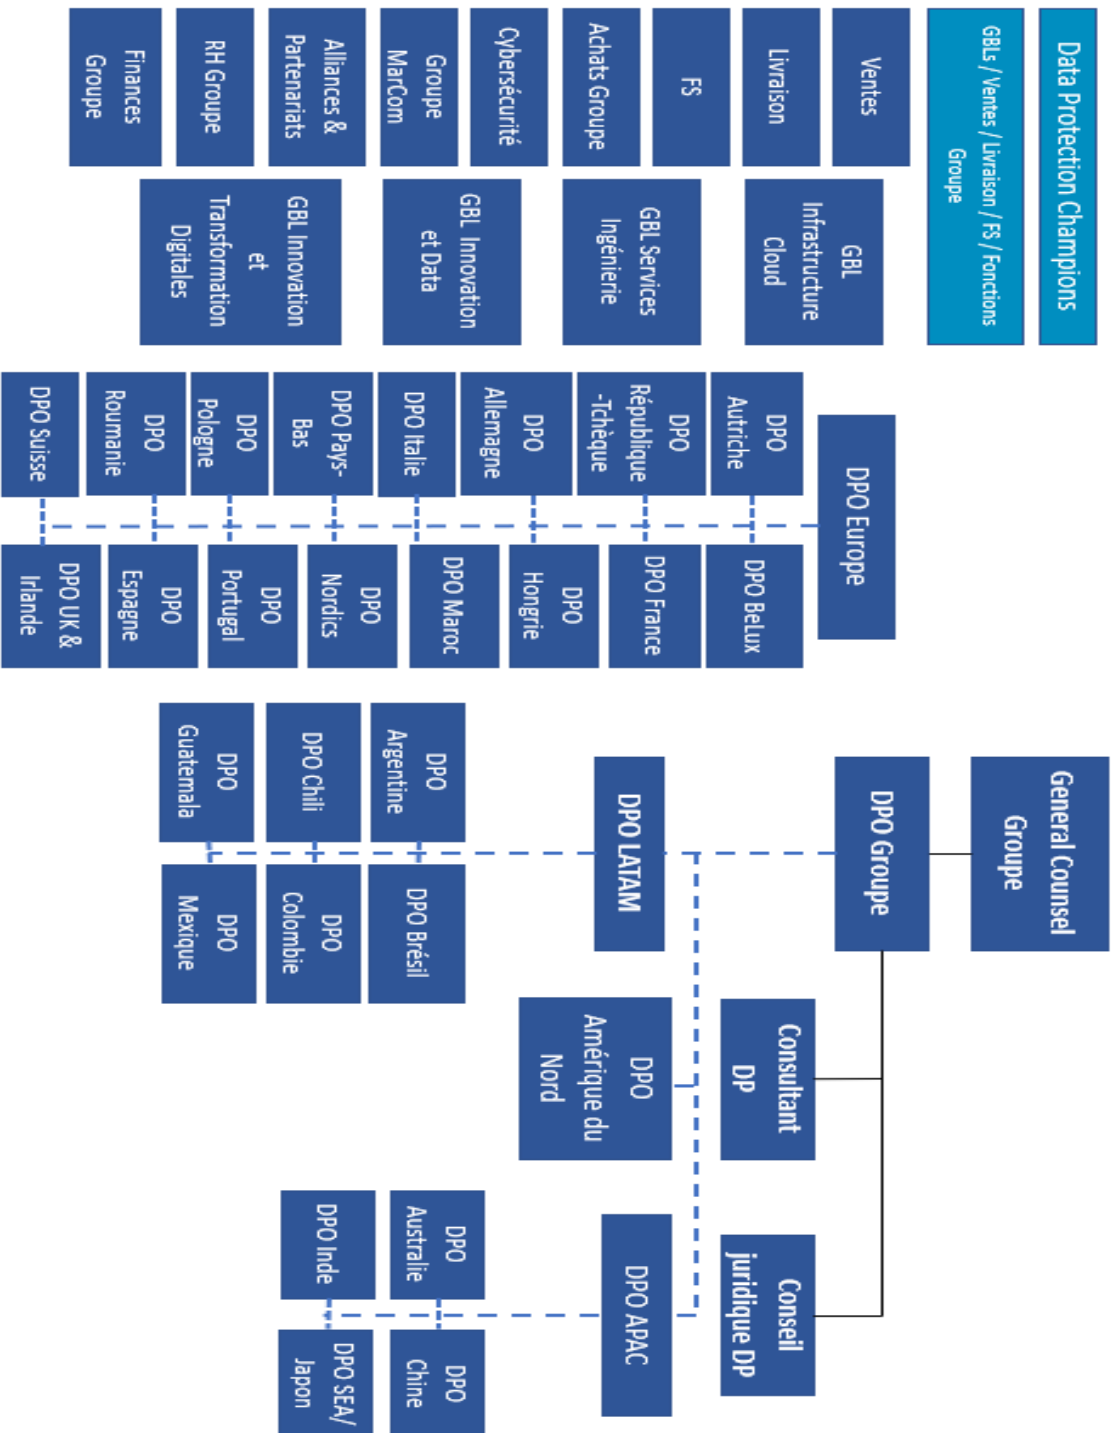 Data Protection Champions
GBLs / Ventes / Livraison / FS / Fonctions
Groupe
Ventes
Livraison
FS
Achats Groupe
Cybersécurité
Groupe
MarCom
Alliances &
Partenariats
RH Groupe
Finances
Groupe
GBL
Infrastructure
Cloud
GBL Services
Ingénierie
GBL Innovation
et Data
GBL Innovation
et
Transformation
Digitales
DPO Europe
DPO
Autriche
DPO BeLux
DPO
République
-Tchèque
DPO France
DPO
Allemagne
DPO
Hongrie
DPO Italie
DPO Maroc
DPO Pays-
Bas
DPO
Nordics
DPO
Pologne
DPO
Portugal
DPO
Roumanie
DPO
Espagne
DPO Suisse
DPO UK &
Irlande
General Counsel
Groupe
DPO Groupe
Consultant
DP
Conseil
juridique DP
DPO LATAM
DPO
Argentine
DPO Brésil
DPO Chili
DPO
Colombie
DPO
Guatemala
DPO
Mexique
DPO
Amérique du
Nord
DPO APAC
DPO
Australie
DPO
Chine
DPO Inde
DPO SEA/
Japon